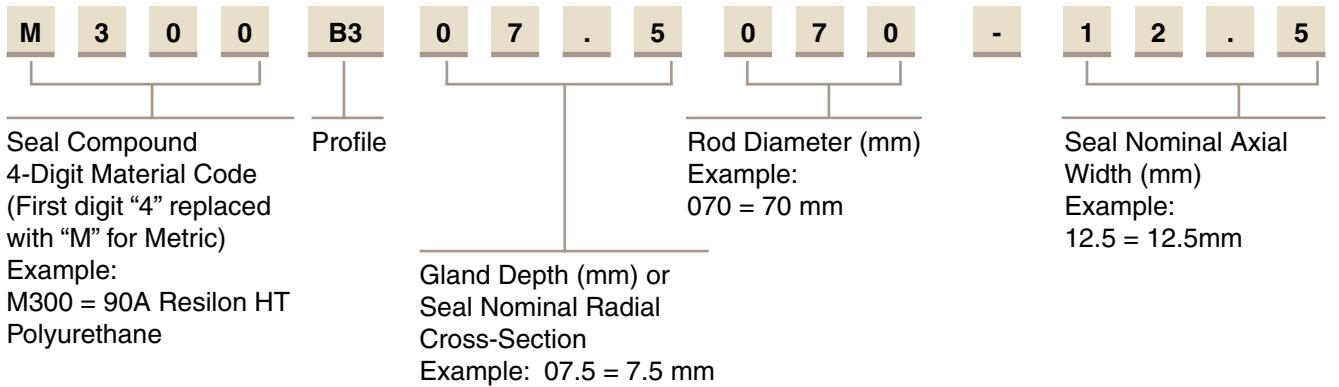 M 3 0 0 B3 0 7 . 5 0 7 0 - 1 2 . 5
Seal Compound
4-Digit Material Code
(First digit “4” replaced
with “M” for Metric)
Example:
M300 = 90A Resilon HT
Polyurethane
Profile
Gland Depth (mm) or
Seal Nominal Radial
Cross-Section
Example: 07.5 = 7.5 mm
Rod Diameter (mm)
Example:
070 = 70 mm
Seal Nominal Axial
Width (mm)
Example:
12.5 = 12.5mm